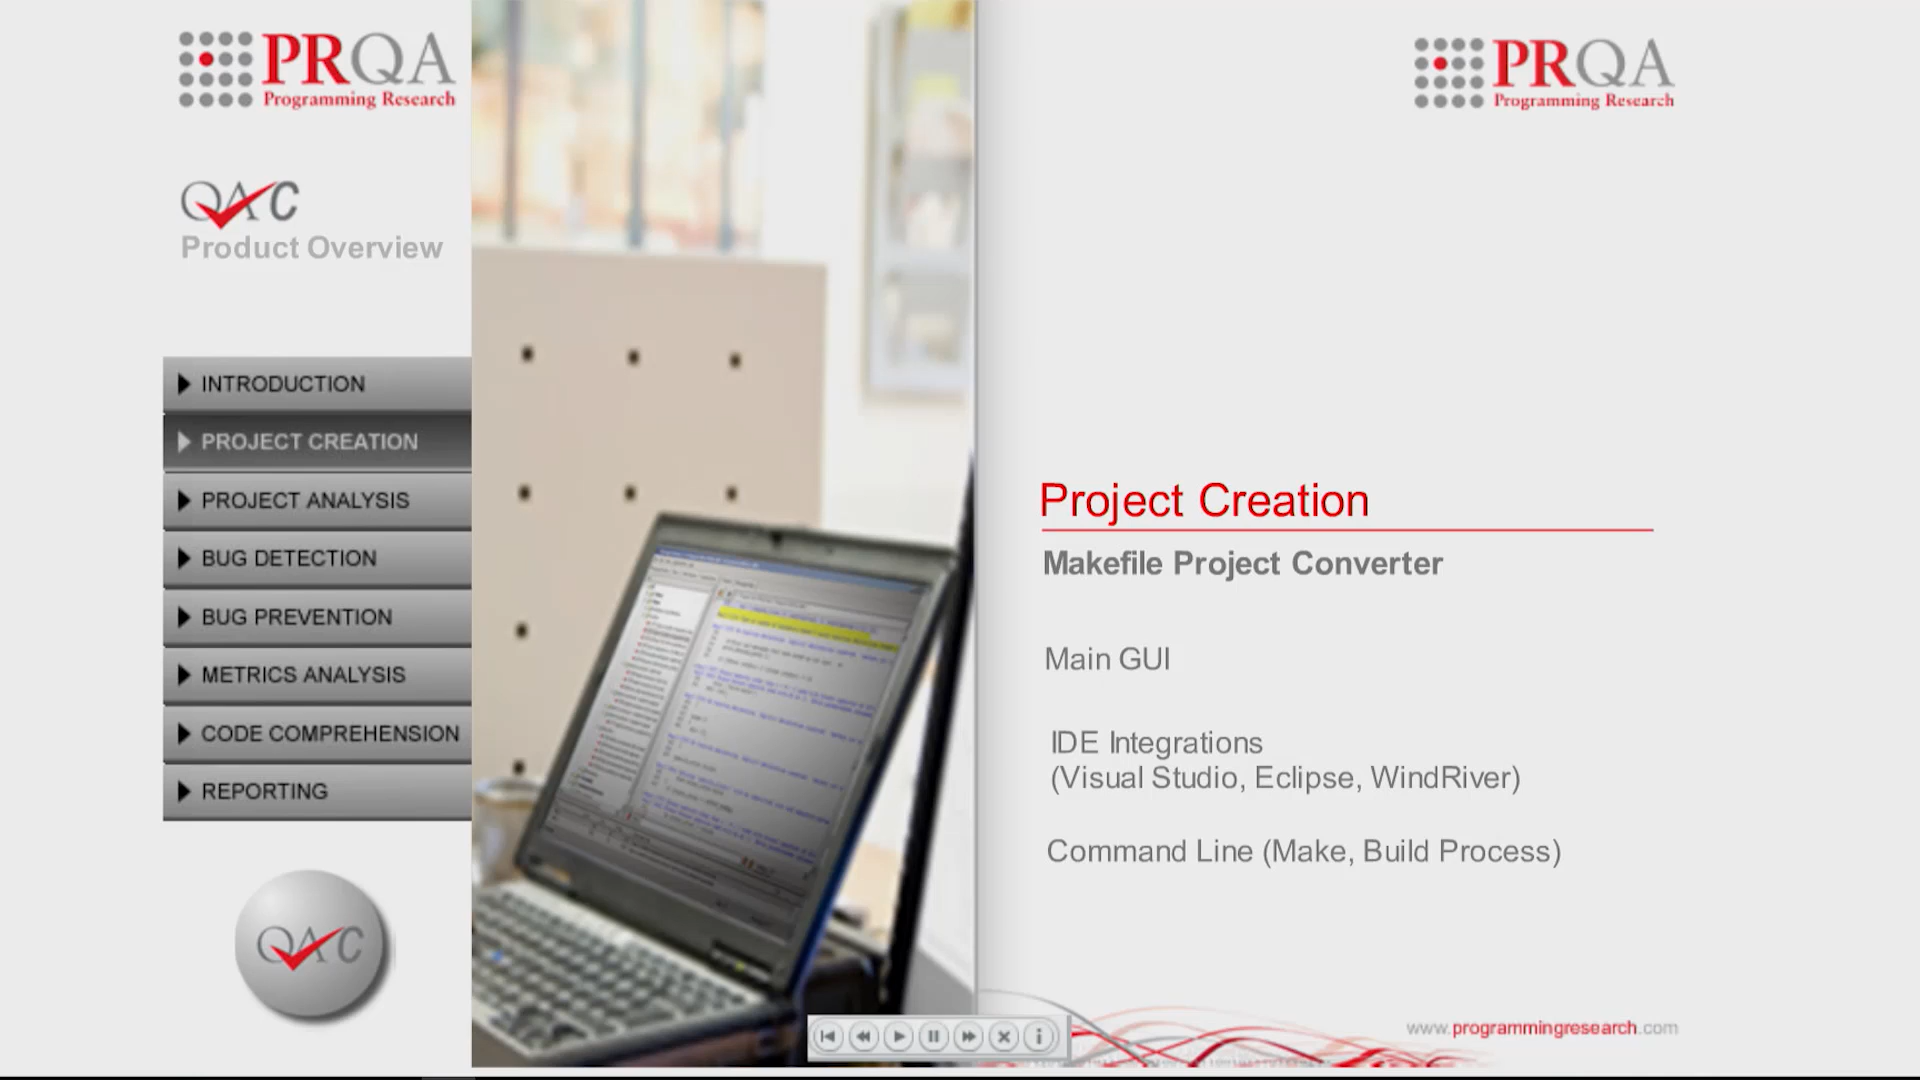 PRQA
Programming Research
QAC
Product Overview
INTRODUCTION
PROJECT CREATION
PROJECT ANALYSIS
BUG DETECTION
BUG PREVENTION
METRICS ANALYSIS
CODE COMPREHENSION
REPORTING
QAC
PRQA
Programming Research
Project Creation
Makefile Project Converter
Main GUI
IDE Integrations
(Visual Studio, Eclipse, WindRiver)
Command Line (Make, Build Process)
www.programmingresearch.com